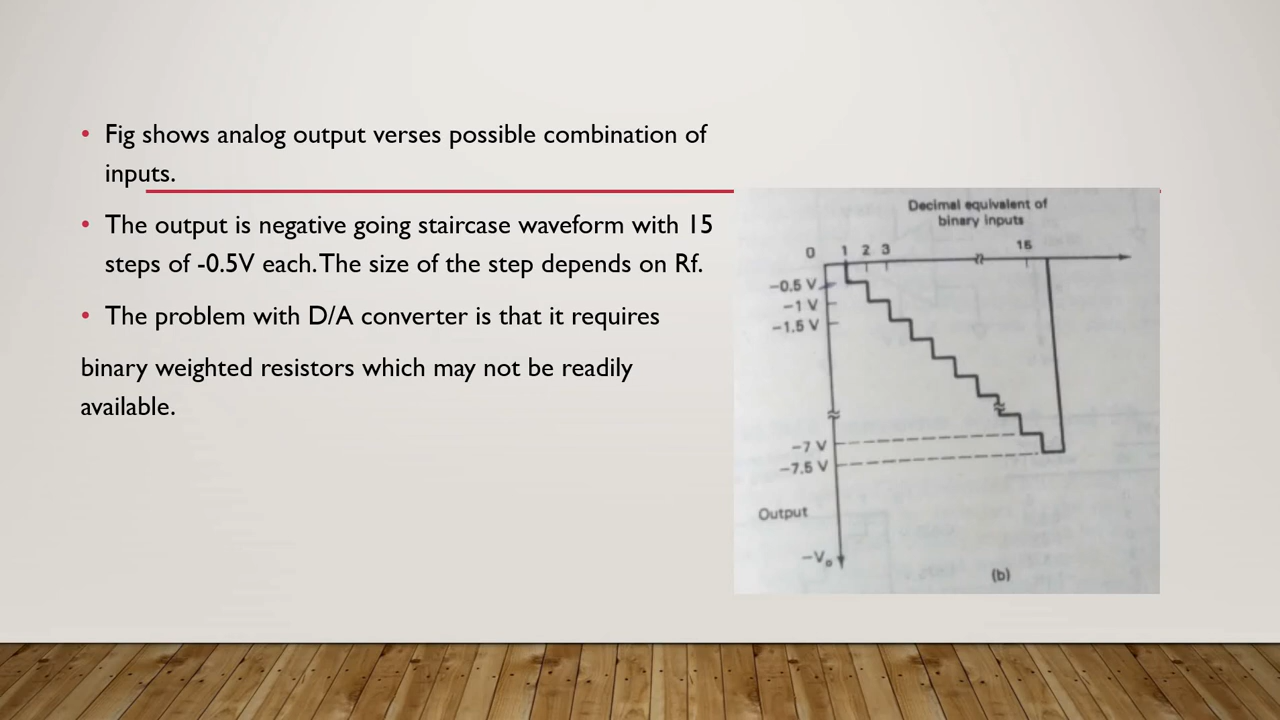 • Fig shows analog output verses possible combination of
inputs.
• The output is negative going staircase waveform with 15
steps of -0.5V each. The size of the step depends on Rf.
• The problem with D/A converter is that it requires
binary weighted resistors which may not be readily
available.
Decimal equivalent of
binary inputs
0 1 2 3 15
-0.5 V
-1 V
-1.5 V
-7 V
-7.5 V
Output
-Vo
(b)